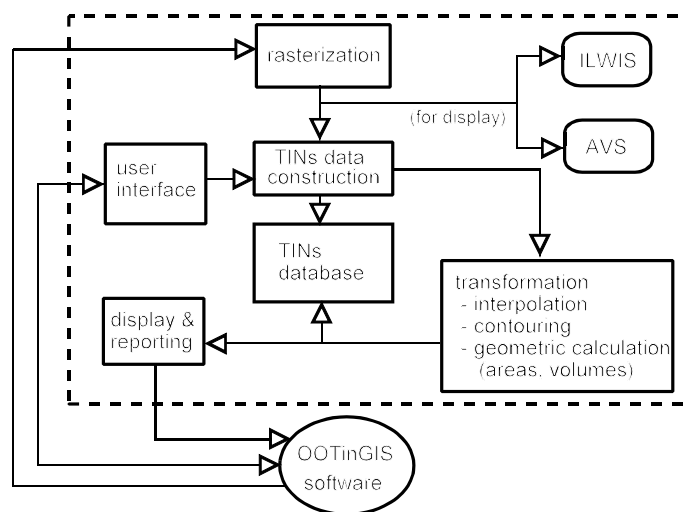 rasterization
ILWIS
(for display)
AVS
user
interface
TINs data
construction
TINs
database
transformation
- interpolation
- contouring
- geometric calculation
(areas, volumes)
display &
reporting
OOTinGIS
software